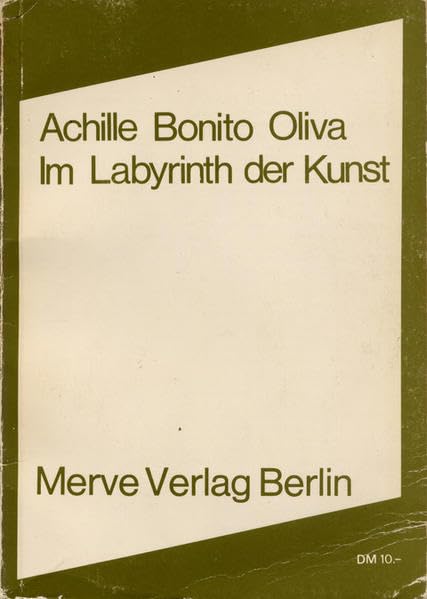 Achille Bonito Oliva
Im Labyrinth der Kunst
Merve Verlag Berlin
DM 10.–